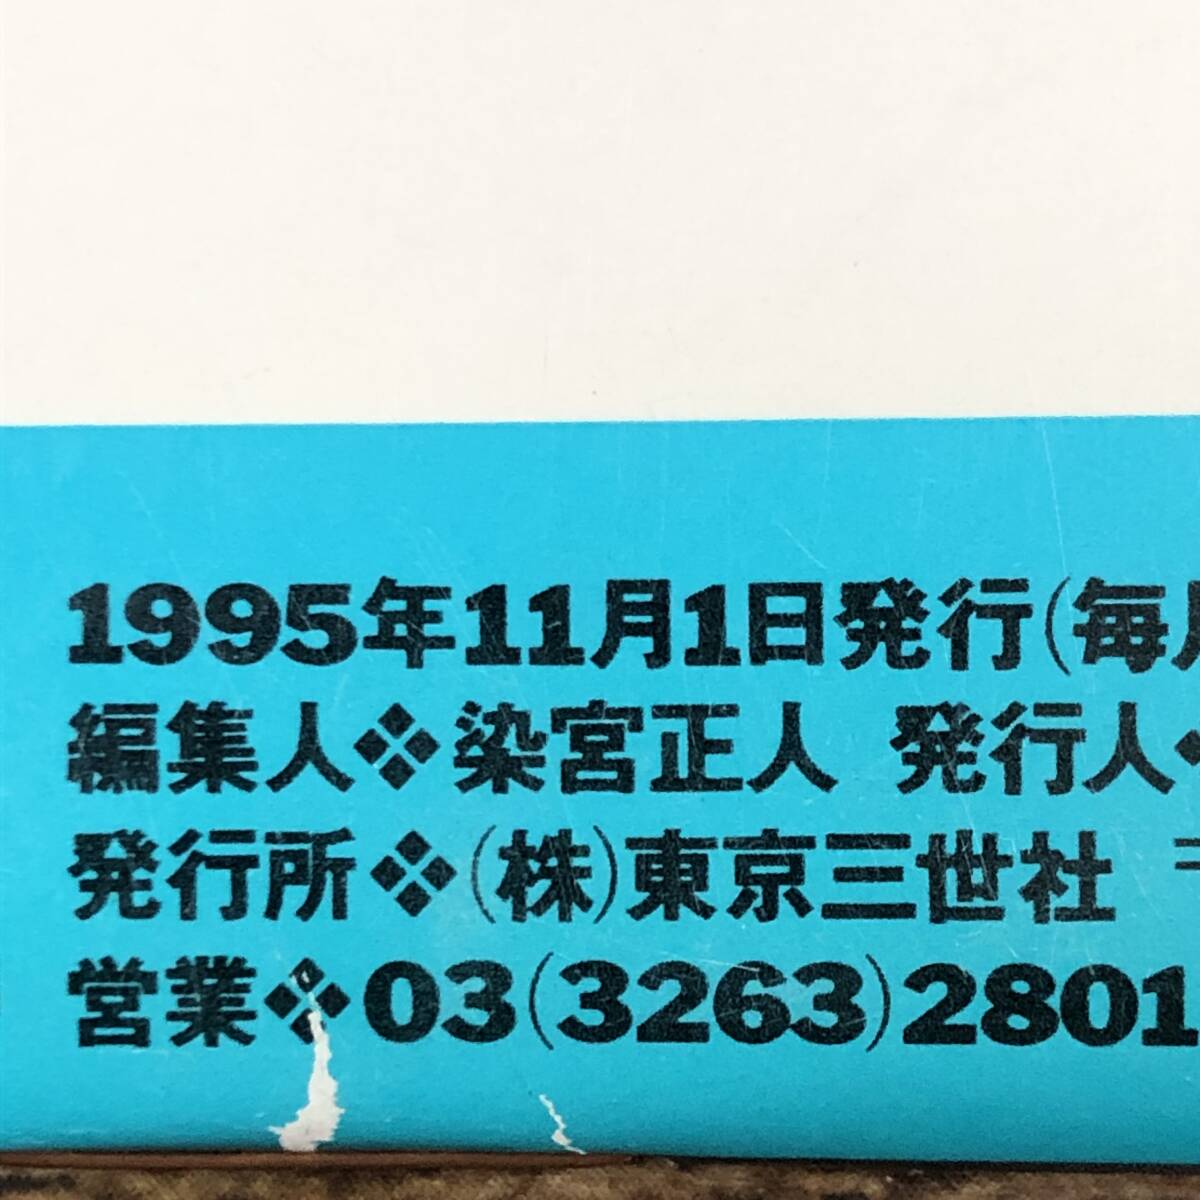 1995年11月1日発行(毎月
編集人❖染宮正人 発行人❖
発行所❖(株)東京三世社 〒
営業❖03(3263)2801